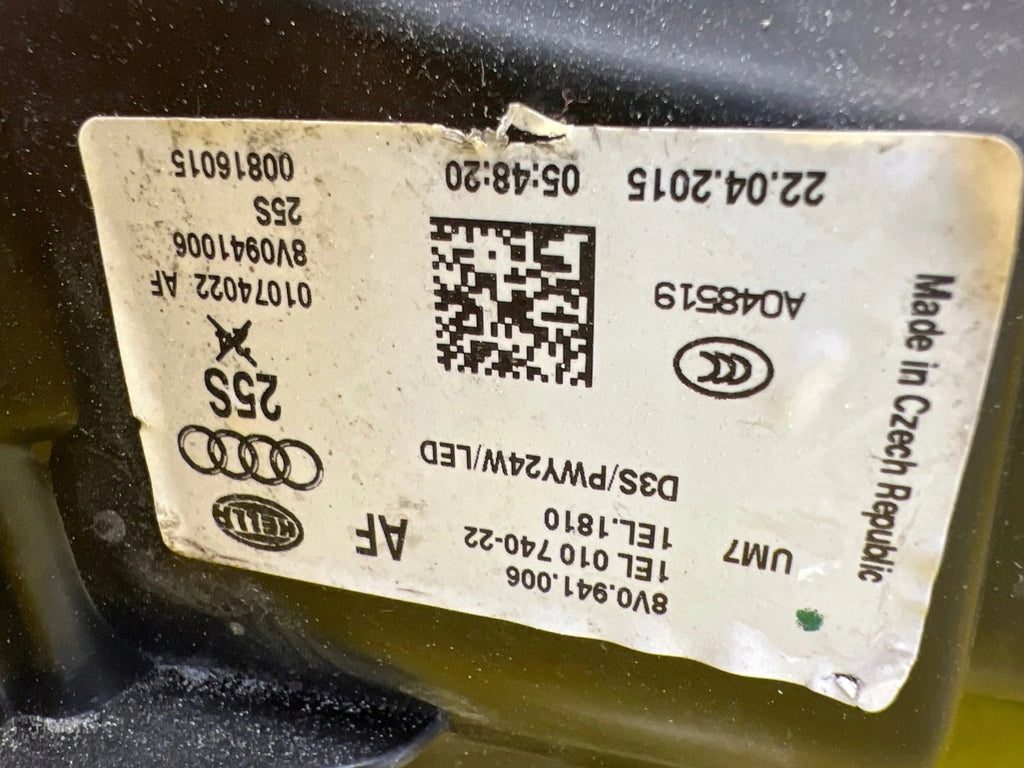 8V0.941.006
1EL 010 740-22
1EL.1810
UM7
AF
HELLA
D3S/PWY24W/LED
25S
A048519
01074022 AF
8V0941006
25S
00816015
22.04.2015 05:48:20
Made in Czech Republic